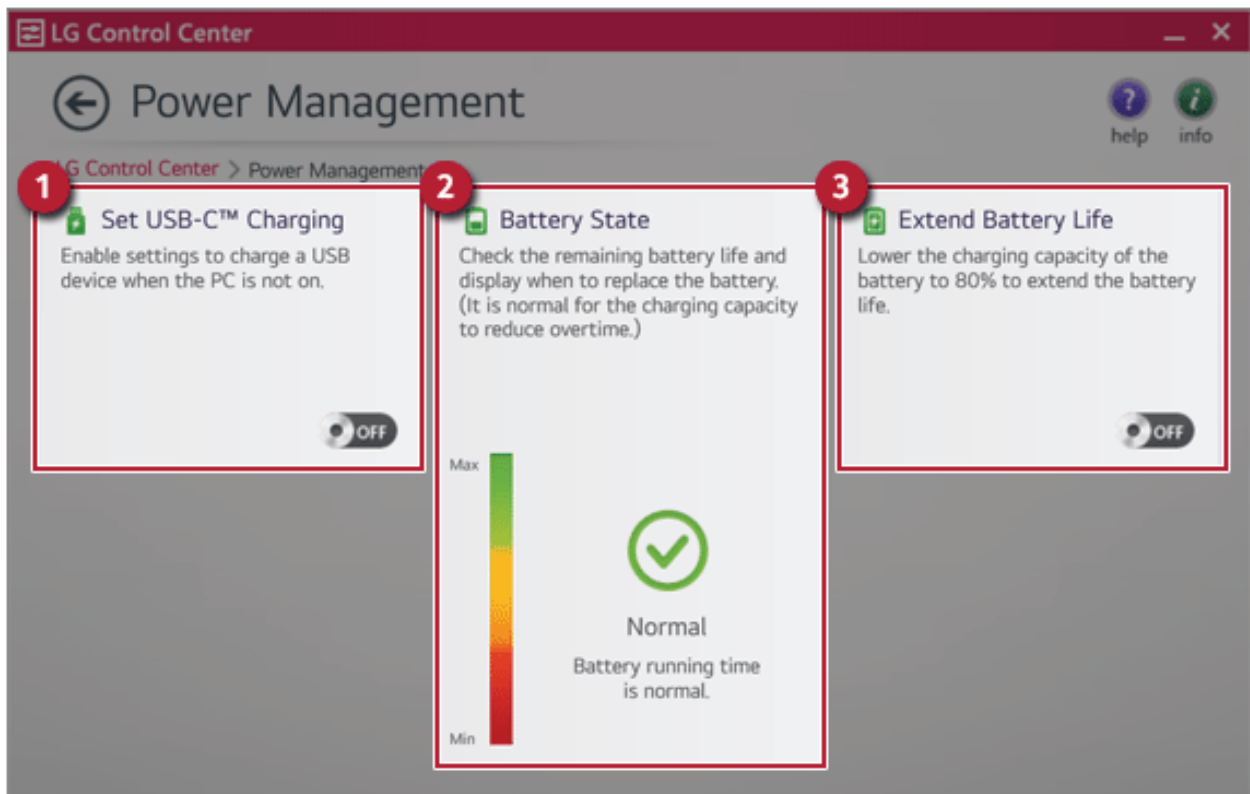 LG Control Center
Power Management
help
info
LG Control Center > Power Management
1
Set USB-C™ Charging
Enable settings to charge a USB
device when the PC is not on.
OFF
2
Battery State
Check the remaining battery life and
display when to replace the battery.
(It is normal for the charging capacity
to reduce overtime.)
Max
Min
Normal
Battery running time
is normal.
3
Extend Battery Life
Lower the charging capacity of the
battery to 80% to extend the battery
life.
OFF